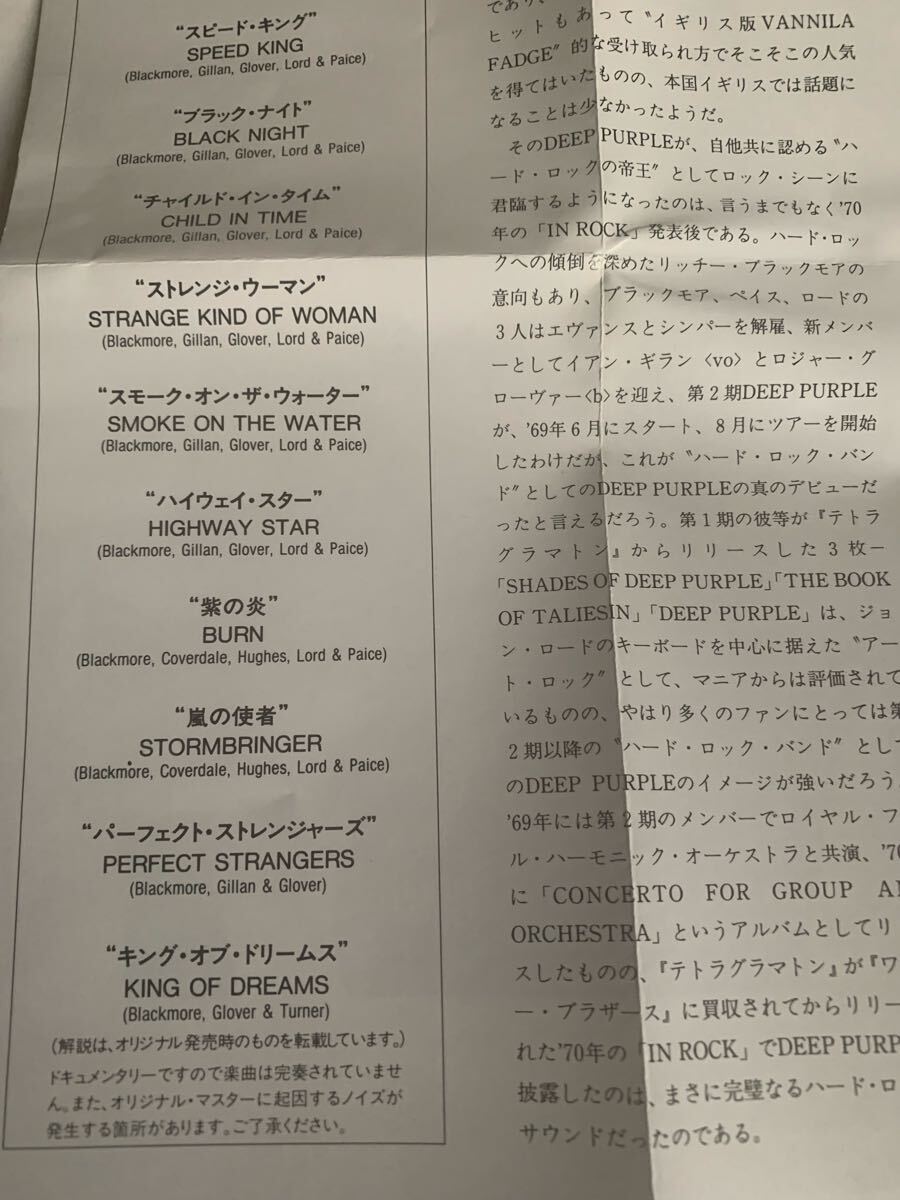 “スピード・キング”
SPEED KING
(Blackmore, Gillan, Glover, Lord & Paice)
“ブラック・ナイト”
BLACK NIGHT
(Blackmore, Gillan, Glover, Lord & Paice)
“チャイルド・イン・タイム”
CHILD IN TIME
(Blackmore, Gillan, Glover, Lord & Paice)
“ストレンジ・ウーマン”
STRANGE KIND OF WOMAN
(Blackmore, Gillan, Glover, Lord & Paice)
“スモーク・オン・ザ・ウォーター”
SMOKE ON THE WATER
(Blackmore, Gillan, Glover, Lord & Paice)
“ハイウェイ・スター”
HIGHWAY STAR
(Blackmore, Gillan, Glover, Lord & Paice)
“紫の炎”
BURN
(Blackmore, Coverdale, Hughes, Lord & Paice)
“嵐の使者”
STORMBRINGER
(Blackmore, Coverdale, Hughes, Lord & Paice)
“パーフェクト・ストレンジャーズ”
PERFECT STRANGERS
(Blackmore, Gillan & Glover)
“キング・オブ・ドリームス”
KING OF DREAMS
(Blackmore, Glover & Turner)
(解説は、オリジナル発売時のものを転載しています。)
ドキュメンタリーですので楽曲は完奏されていませ
ん。また、オリジナル・マスターに起因するノイズが
発生する箇所があります。ご了承ください。
であり、
ヒットもあって〝イギリス版VANNILA
FADGE〟的な受け取られ方でそこそこの人気
を得てはいたものの、本国イギリスでは話題に
なることは少なかったようだ。
そのDEEP PURPLEが、自他共に認める〝ハ
ード・ロックの帝王〟としてロック・シーンに
君臨するようになったのは、言うまでもなく'70
年の「IN ROCK」発表後である。ハード・ロッ
クへの傾倒を深めたリッチー・ブラックモアの
意向もあり、ブラックモア、ペイス、ロードの
3人はエヴァンスとシンパーを解雇、新メンバ
ーとしてイアン・ギラン〈vo〉とロジャー・グ
ローヴァー〈b〉を迎え、第2期DEEP PURPLE
が、'69年6月にスタート、8月にツアーを開始
したわけだが、これが〝ハード・ロック・バン
ド〟としてのDEEP PURPLEの真のデビューだ
ったと言えるだろう。第1期の彼等が『テトラ
グラマトン』からリリースした3枚―
「SHADES OF DEEP PURPLE」「THE BOOK
OF TALIESIN」「DEEP PURPLE」は、ジョ
ン・ロードのキーボードを中心に据えた〝アー
ト・ロック〟として、マニアからは評価されて
いるものの、やはり多くのファンにとっては第
2期以降の〝ハード・ロック・バンド〟とし
のDEEP PURPLEのイメージが強いだろう。
'69年には第2期のメンバーでロイヤル・フ
ル・ハーモニック・オーケストラと共演、'70
に「CONCERTO FOR GROUP A
ORCHESTRA」というアルバムとしてリ
スしたものの、『テトラグラマトン』が『ワ
ー・ブラザース』に買収されてからリリー
れた'70年の「IN ROCK」でDEEP PURP
披露したのは、まさに完璧なるハード・ロ
サウンドだったのである。